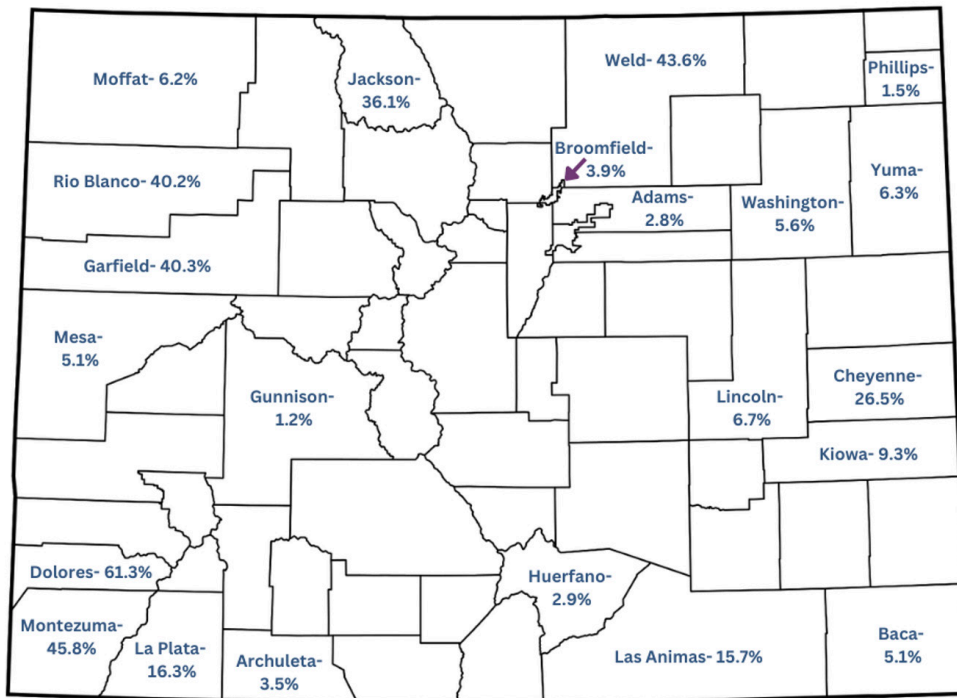 Moffat- 6.2%
Jackson-
36.1%
Weld- 43.6%
Phillips-
1.5%
Rio Blanco- 40.2%
Broomfield-
3.9%
Adams-
2.8%
Washington-
5.6%
Yuma-
6.3%
Garfield- 40.3%
Mesa-
5.1%
Gunnison-
1.2%
Lincoln-
6.7%
Cheyenne-
26.5%
Kiowa- 9.3%
Dolores- 61.3%
Huerfano-
2.9%
Montezuma-
45.8%
La Plata-
16.3%
Archuleta-
3.5%
Las Animas- 15.7%
Baca-
5.1%